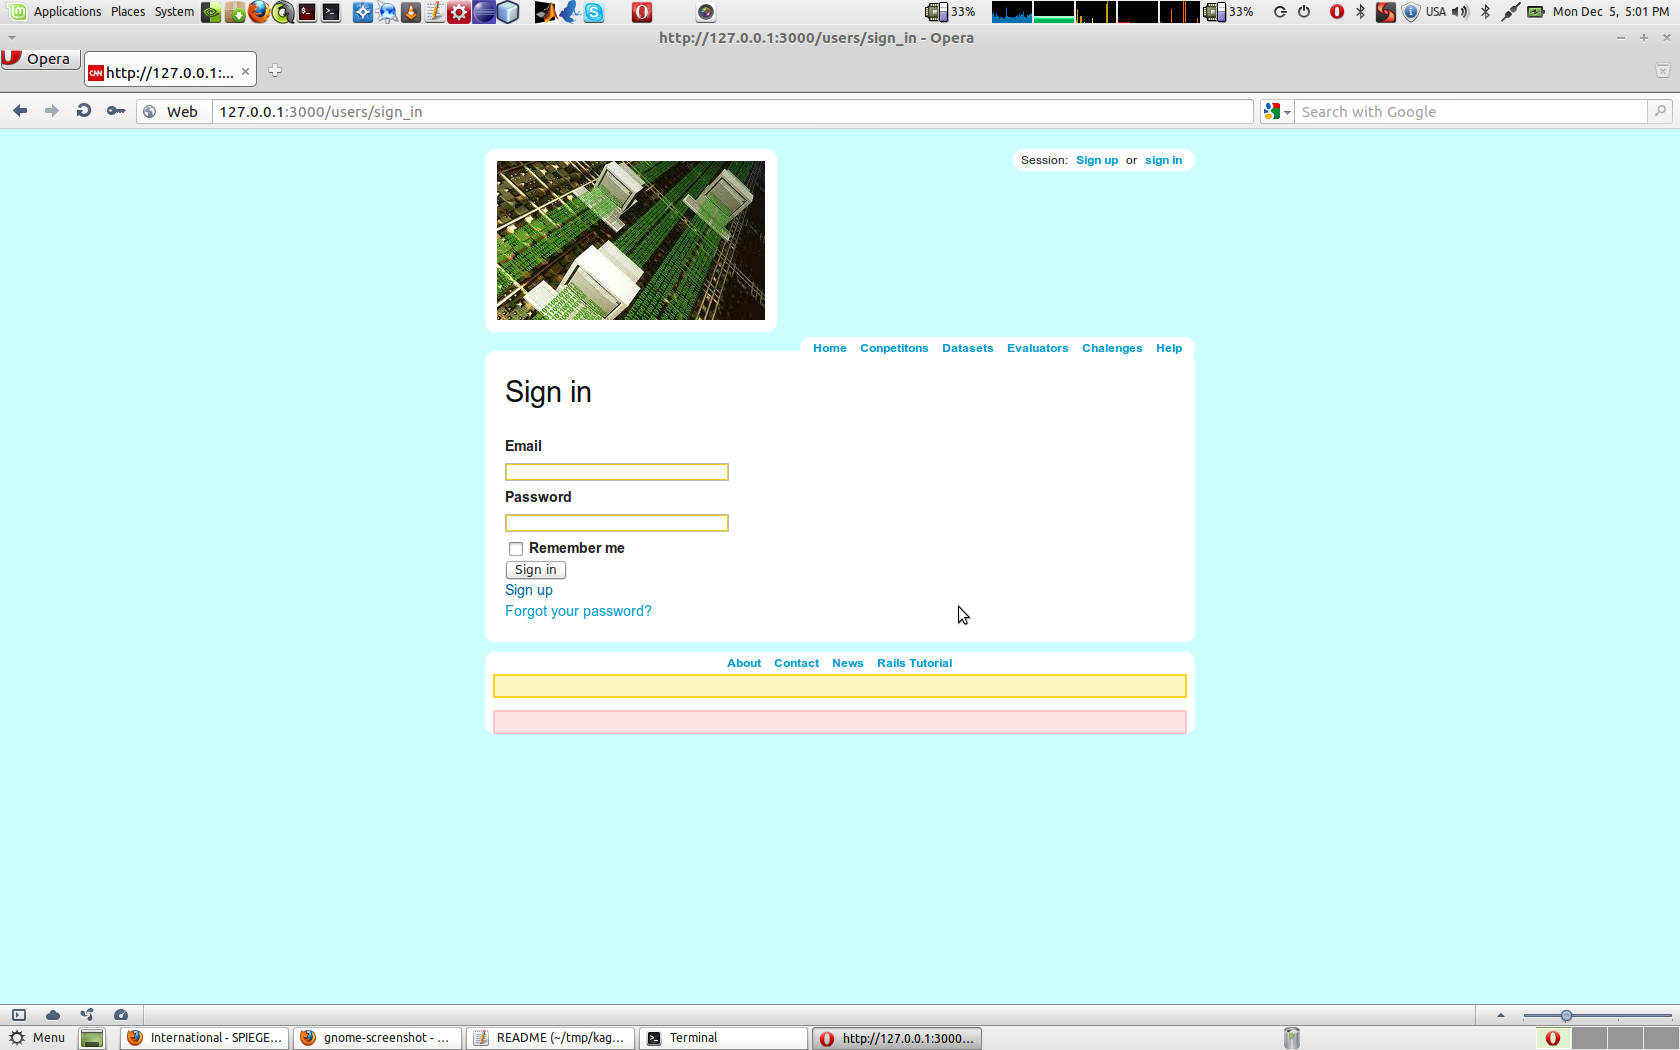 Applications Places System 33% 33% USA Mon Dec 5, 5:01 PM
http://127.0.0.1:3000/users/sign_in - Opera
Opera
CNN http://127.0.0.1:...
Web 127.0.0.1:3000/users/sign_in Search with Google
Session: Sign up or sign in
Home Conpetitons Datasets Evaluators Chalenges Help
Sign in
Email
Password
Remember me
Sign in
Sign up
Forgot your password?
About Contact News Rails Tutorial
Menu International - SPIEGE... gnome-screenshot - ... README (~/tmp/kag... Terminal http://127.0.0.1:3000...